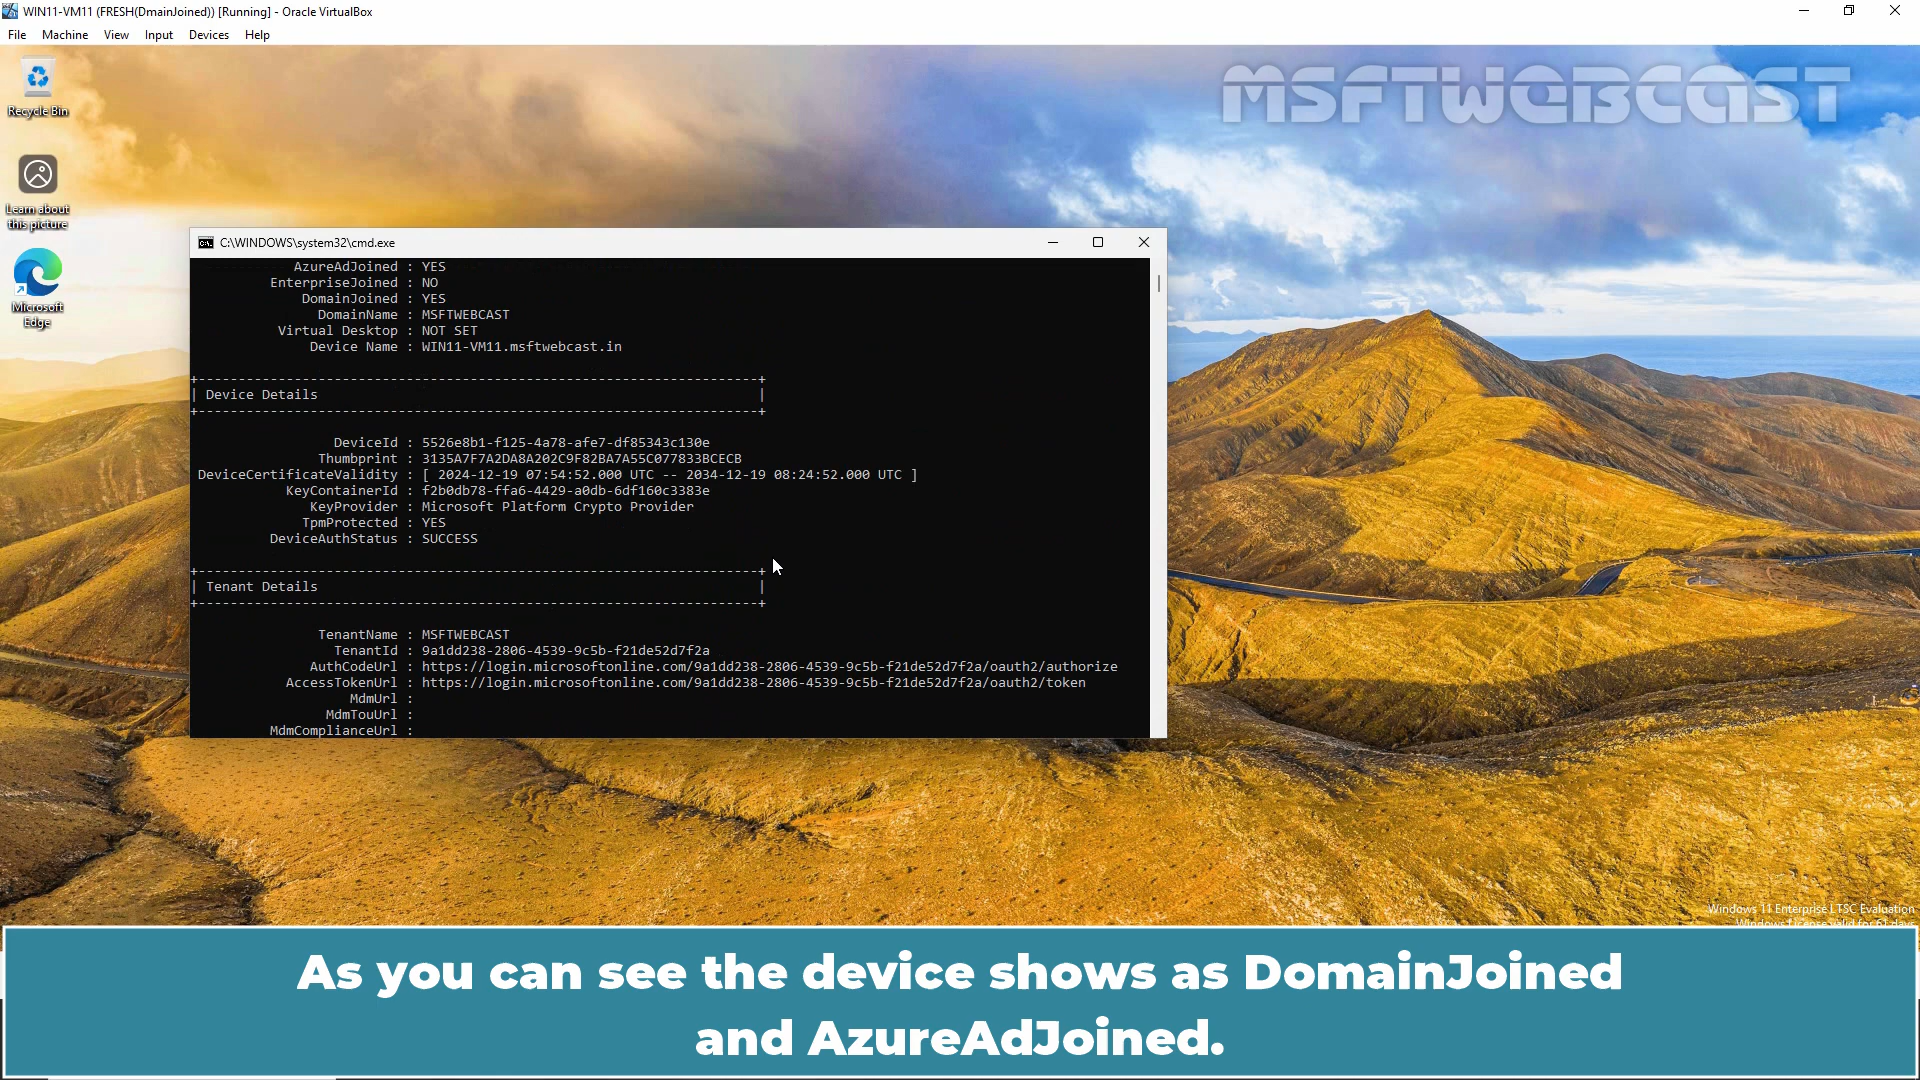 WIN11-VM11 (FRESH(DmainJoined)) [Running] - Oracle VirtualBox
File Machine View Input Devices Help
MSFTWEBCAST
Recycle Bin
Learn about
this picture
Microsoft
Edge
C:\WINDOWS\system32\cmd.exe
AzureAdJoined : YES
EnterpriseJoined : NO
DomainJoined : YES
DomainName : MSFTWEBCAST
Virtual Desktop : NOT SET
Device Name : WIN11-VM11.msftwebcast.in
+----------------------------------------------------------------------+
| Device Details |
+----------------------------------------------------------------------+
DeviceId : 5526e8b1-f125-4a78-afe7-df85343c130e
Thumbprint : 3135A7F7A2DA8A202C9F82BA7A55C077833BCECB
DeviceCertificateValidity : [ 2024-12-19 07:54:52.000 UTC -- 2034-12-19 08:24:52.000 UTC ]
KeyContainerId : f2b0db78-ffa6-4429-a0db-6df160c3383e
KeyProvider : Microsoft Platform Crypto Provider
TpmProtected : YES
DeviceAuthStatus : SUCCESS
+----------------------------------------------------------------------+
| Tenant Details |
+----------------------------------------------------------------------+
TenantName : MSFTWEBCAST
TenantId : 9a1dd238-2806-4539-9c5b-f21de52d7f2a
AuthCodeUrl : https://login.microsoftonline.com/9a1dd238-2806-4539-9c5b-f21de52d7f2a/oauth2/authorize
AccessTokenUrl : https://login.microsoftonline.com/9a1dd238-2806-4539-9c5b-f21de52d7f2a/oauth2/token
MdmUrl :
MdmTouUrl :
MdmComplianceUrl :
Windows 11 Enterprise LTSC Evaluation
Windows License valid for 61 days
As you can see the device shows as DomainJoined
and AzureAdJoined.